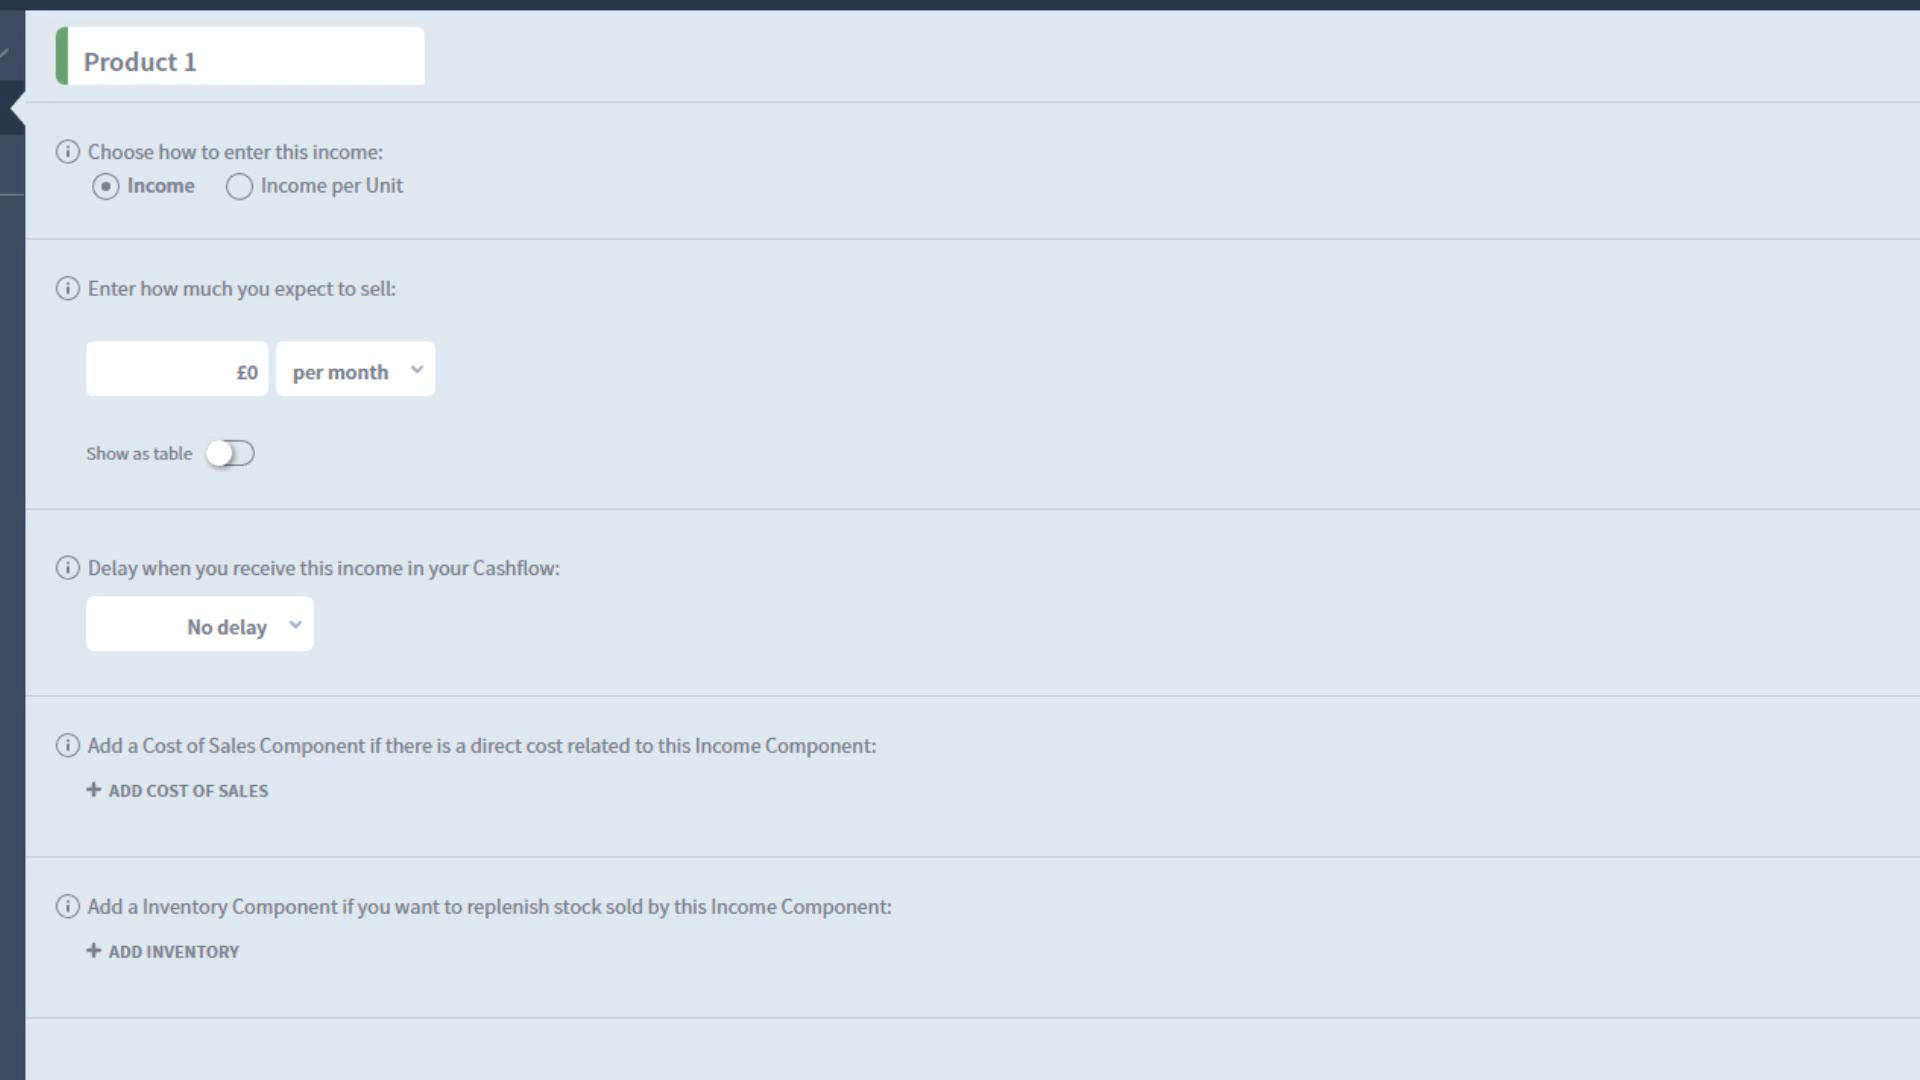 Product 1
Choose how to enter this income:
Income Income per Unit
Enter how much you expect to sell:
£0 per month
Show as table
Delay when you receive this income in your Cashflow:
No delay
Add a Cost of Sales Component if there is a direct cost related to this Income Component:
+ ADD COST OF SALES
Add a Inventory Component if you want to replenish stock sold by this Income Component:
+ ADD INVENTORY